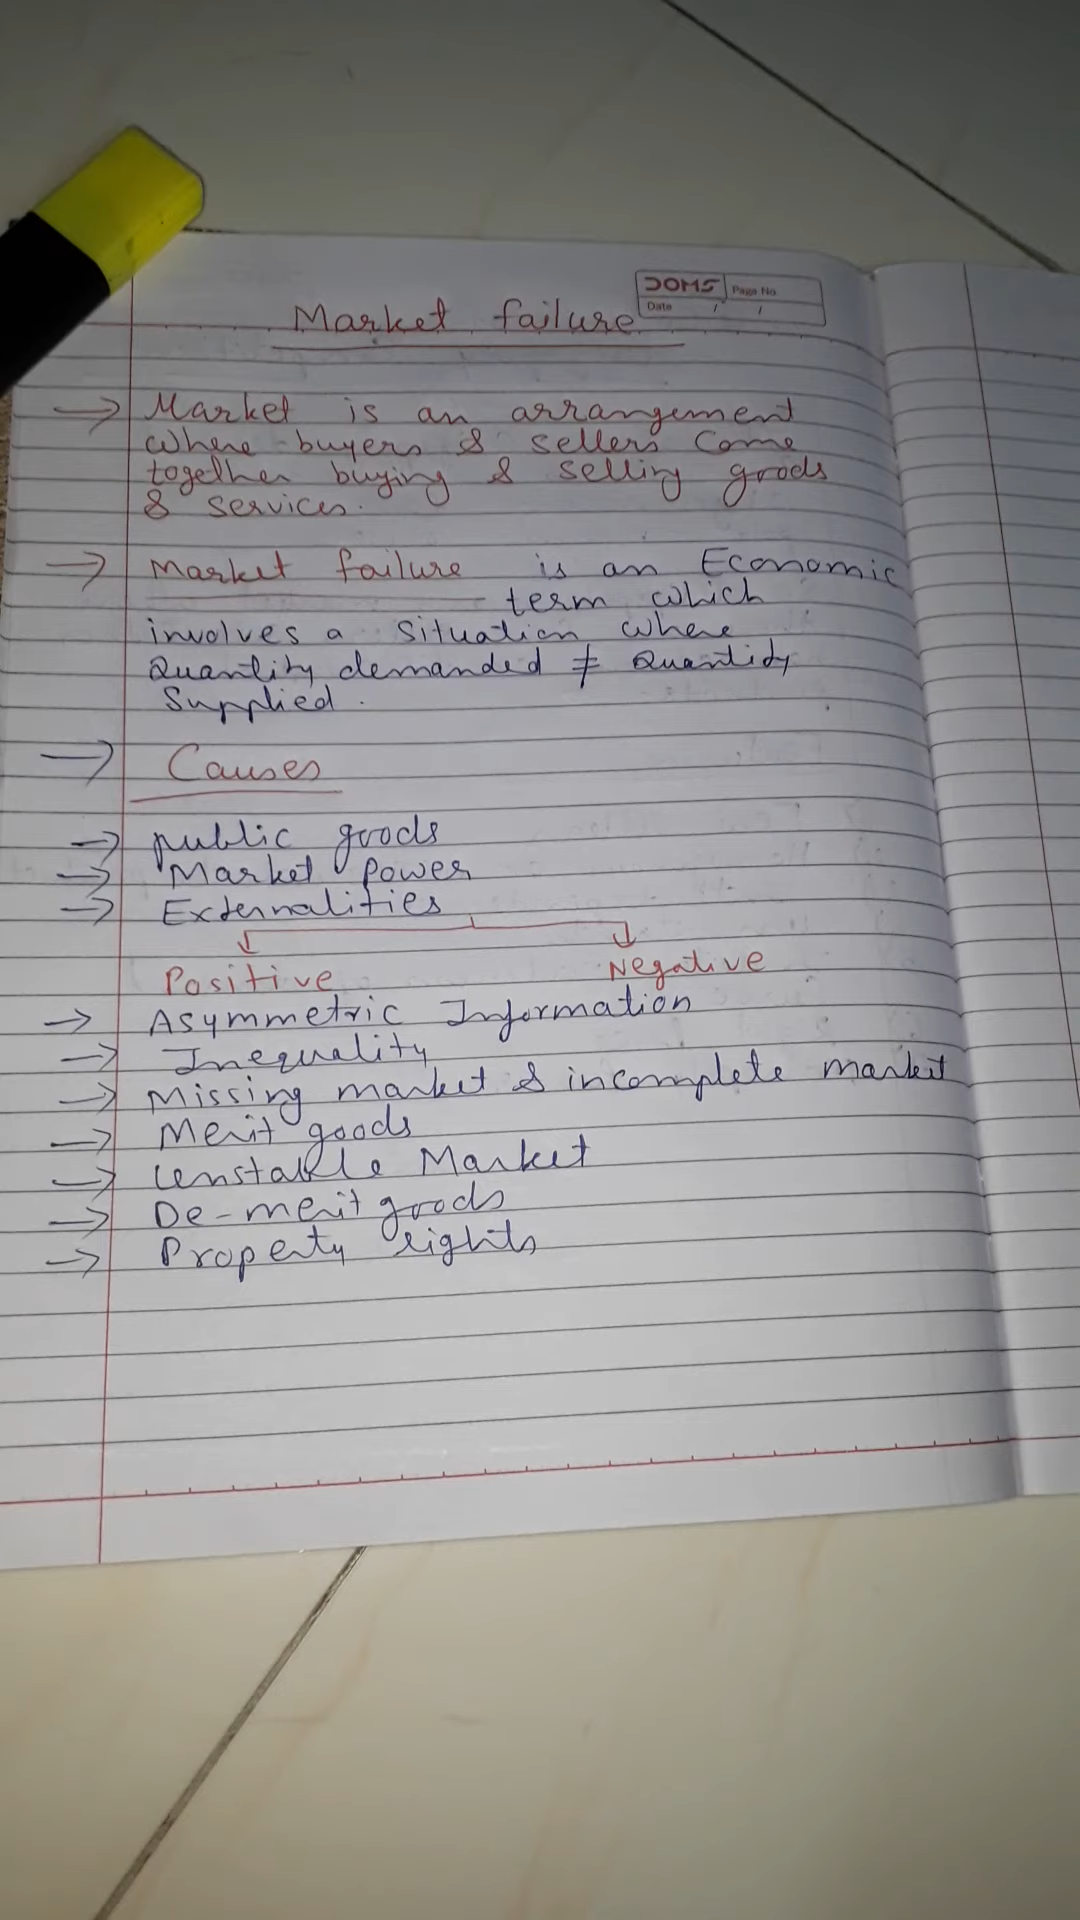 DOMS Page No.
Date / /
Market failure
→ Market is an arrangement
where buyers & sellers come
together buying & selling goods
& services.
→ Market failure is an Economic
term which
involves a situation where
Quantity demanded ≠ Quantity
Supplied.
→ Causes
→ public goods
→ Market Power
→ Externalities
Positive Negative
→ Asymmetric Information
→ Inequality
→ Missing market & incomplete market
→ Merit goods
→ Unstable Market
→ De-merit goods
→ Property rights